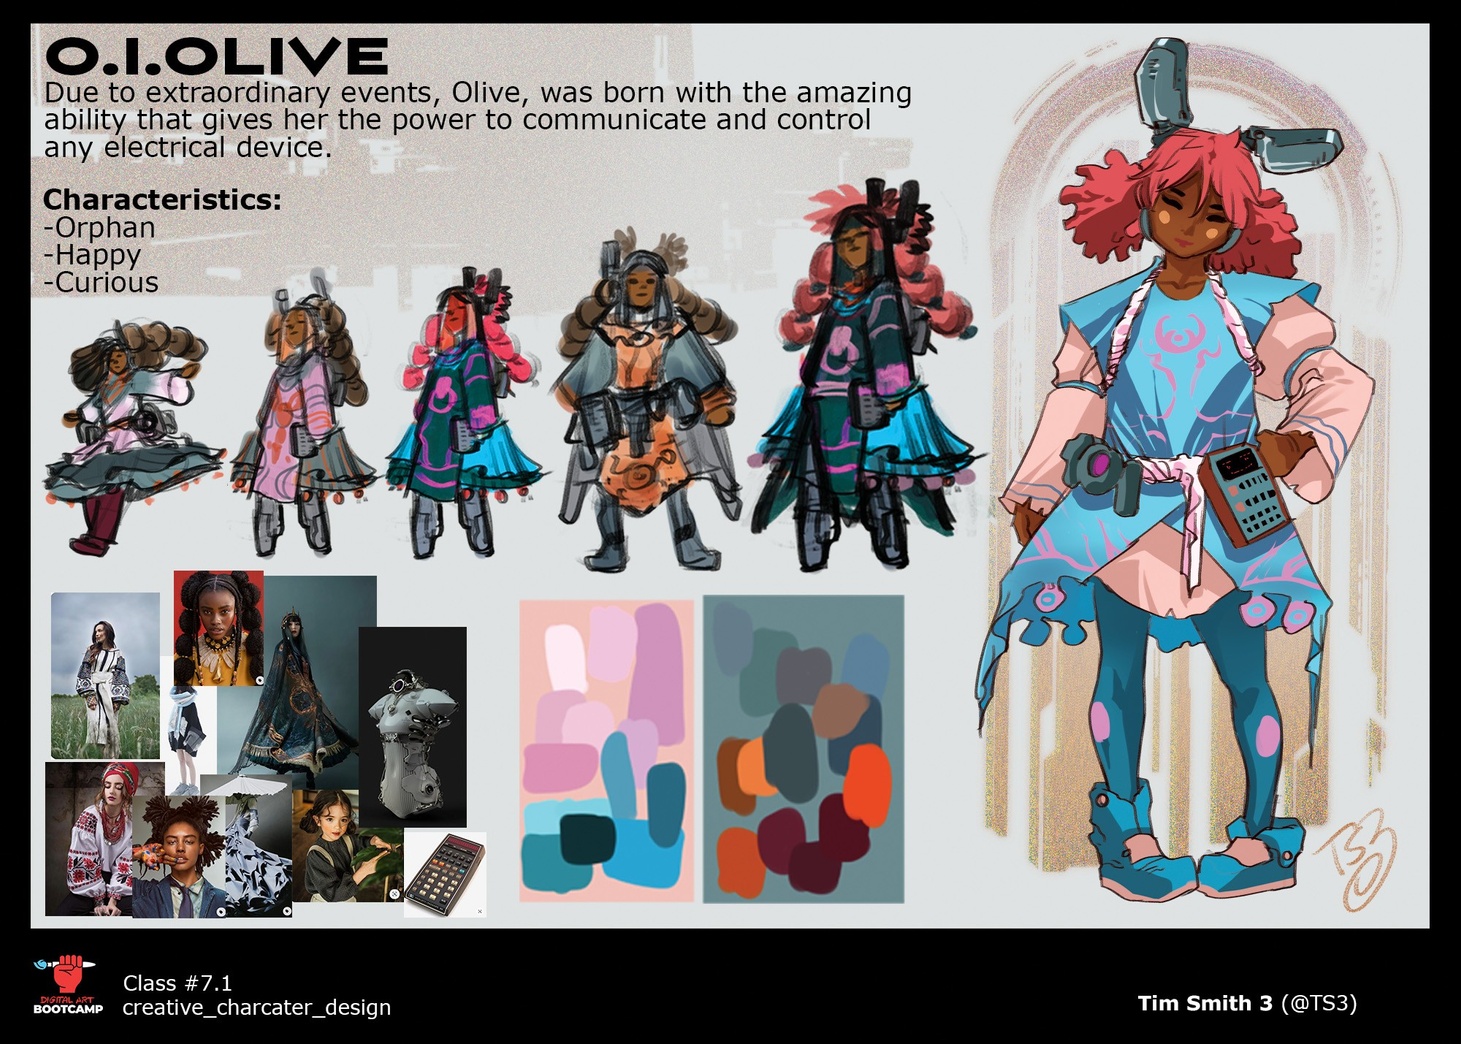 O.I.OLIVE
Due to extraordinary events, Olive, was born with the amazing
ability that gives her the power to communicate and control
any electrical device.
Characteristics:
-Orphan
-Happy
-Curious
TS3
DIGITAL ART
BOOTCAMP
Class #7.1
creative_charcater_design
Tim Smith 3 (@TS3)